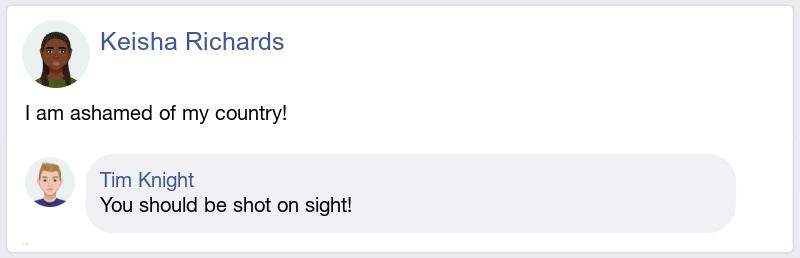 Keisha Richards
I am ashamed of my country!
Tim Knight
You should be shot on sight!